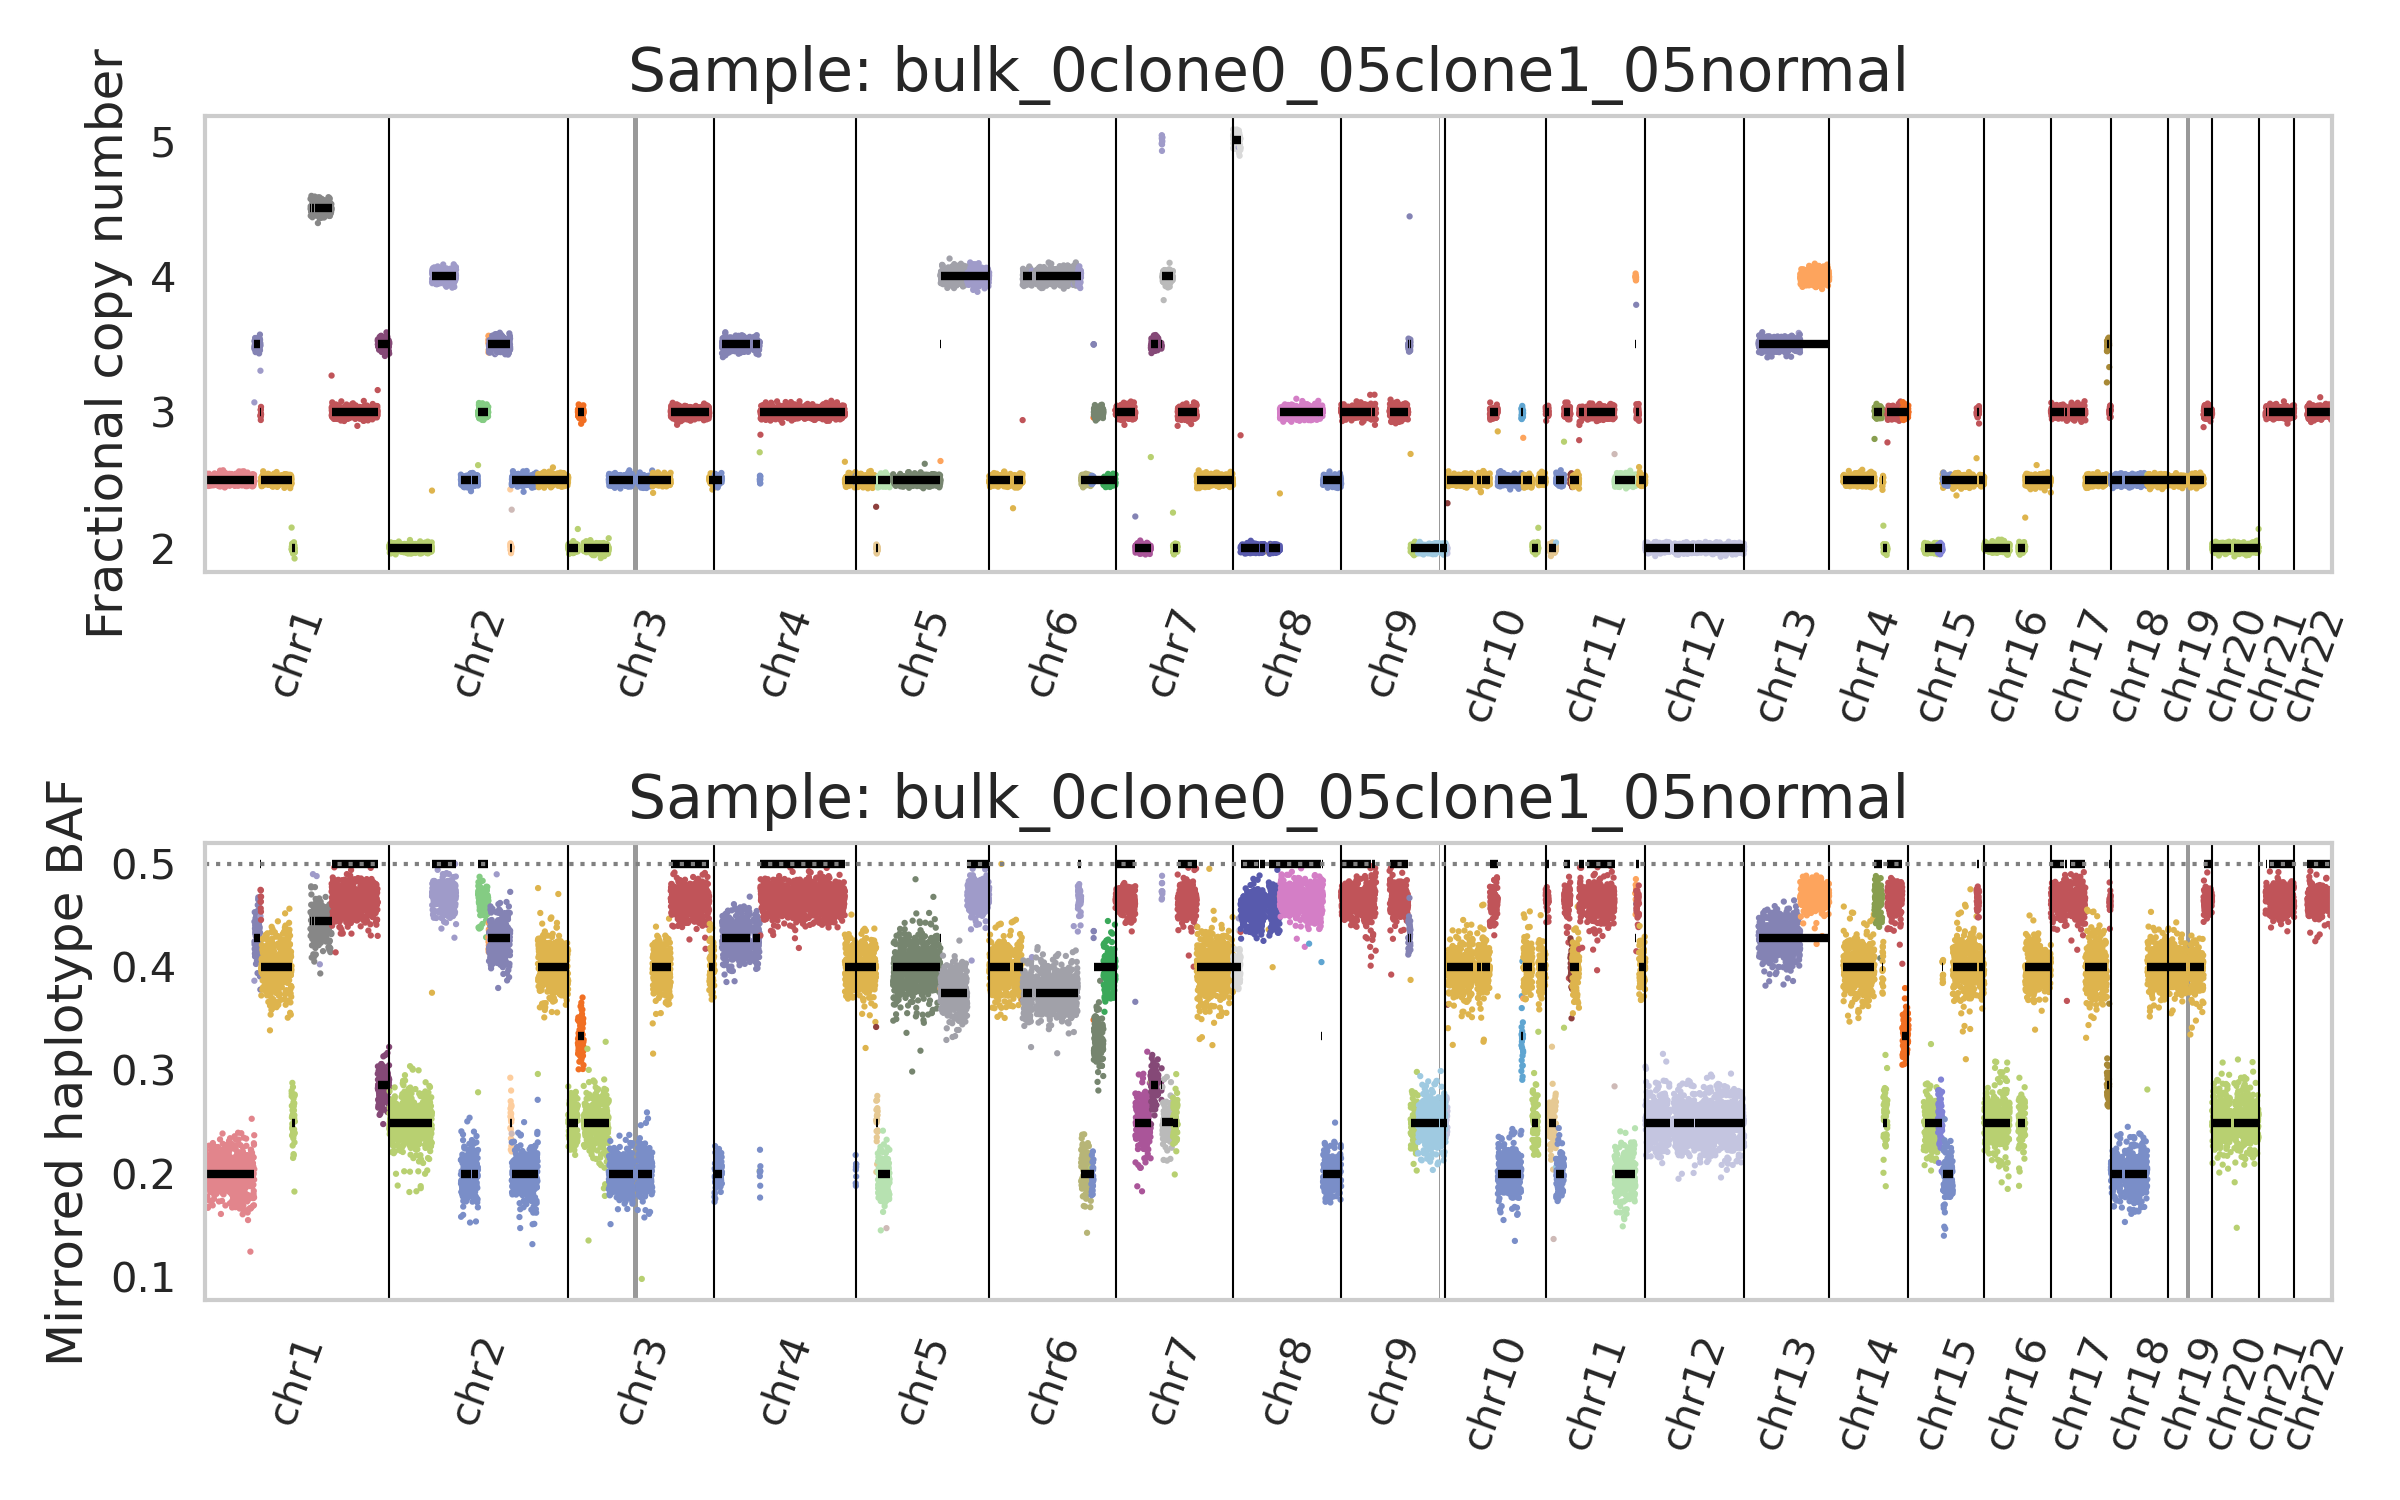 Sample: bulk_0clone0_05clone1_05normal
Fractional copy number
5
4
3
2
chr1 chr2 chr3 chr4 chr5 chr6 chr7 chr8 chr9 chr10 chr11 chr12 chr13 chr14 chr15 chr16 chr17 chr18 chr19 chr20 chr21 chr22
Sample: bulk_0clone0_05clone1_05normal
Mirrored haplotype BAF
0.5
0.4
0.3
0.2
0.1
chr1 chr2 chr3 chr4 chr5 chr6 chr7 chr8 chr9 chr10 chr11 chr12 chr13 chr14 chr15 chr16 chr17 chr18 chr19 chr20 chr21 chr22